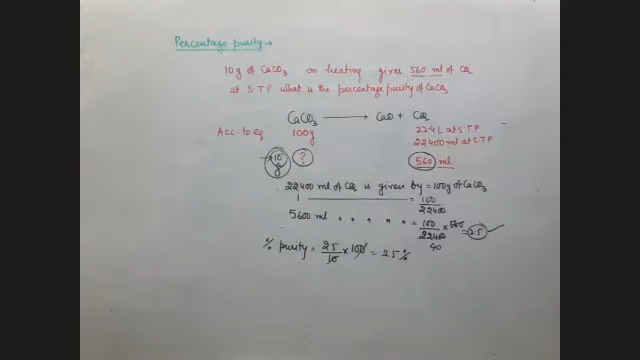 Percentage purity →
10g of CaCO3 on heating gives 560 ml of CO2
at S.T.P what is the percentage purity of CaCO3
CaCO3 ⟶ CaO + CO2
Acc. to eq 100g 22.4 L at S.T.P
22400 ml at S.T.P
10 g ? 560 ml
22400 ml of CO2 is given by = 100g of CaCO3
1 ——— = 100/22400
5600 ml " " " " " = 100/22400 × 560 = 2.5 ✓
40
% purity = 2.5/10 × 100 = 25%